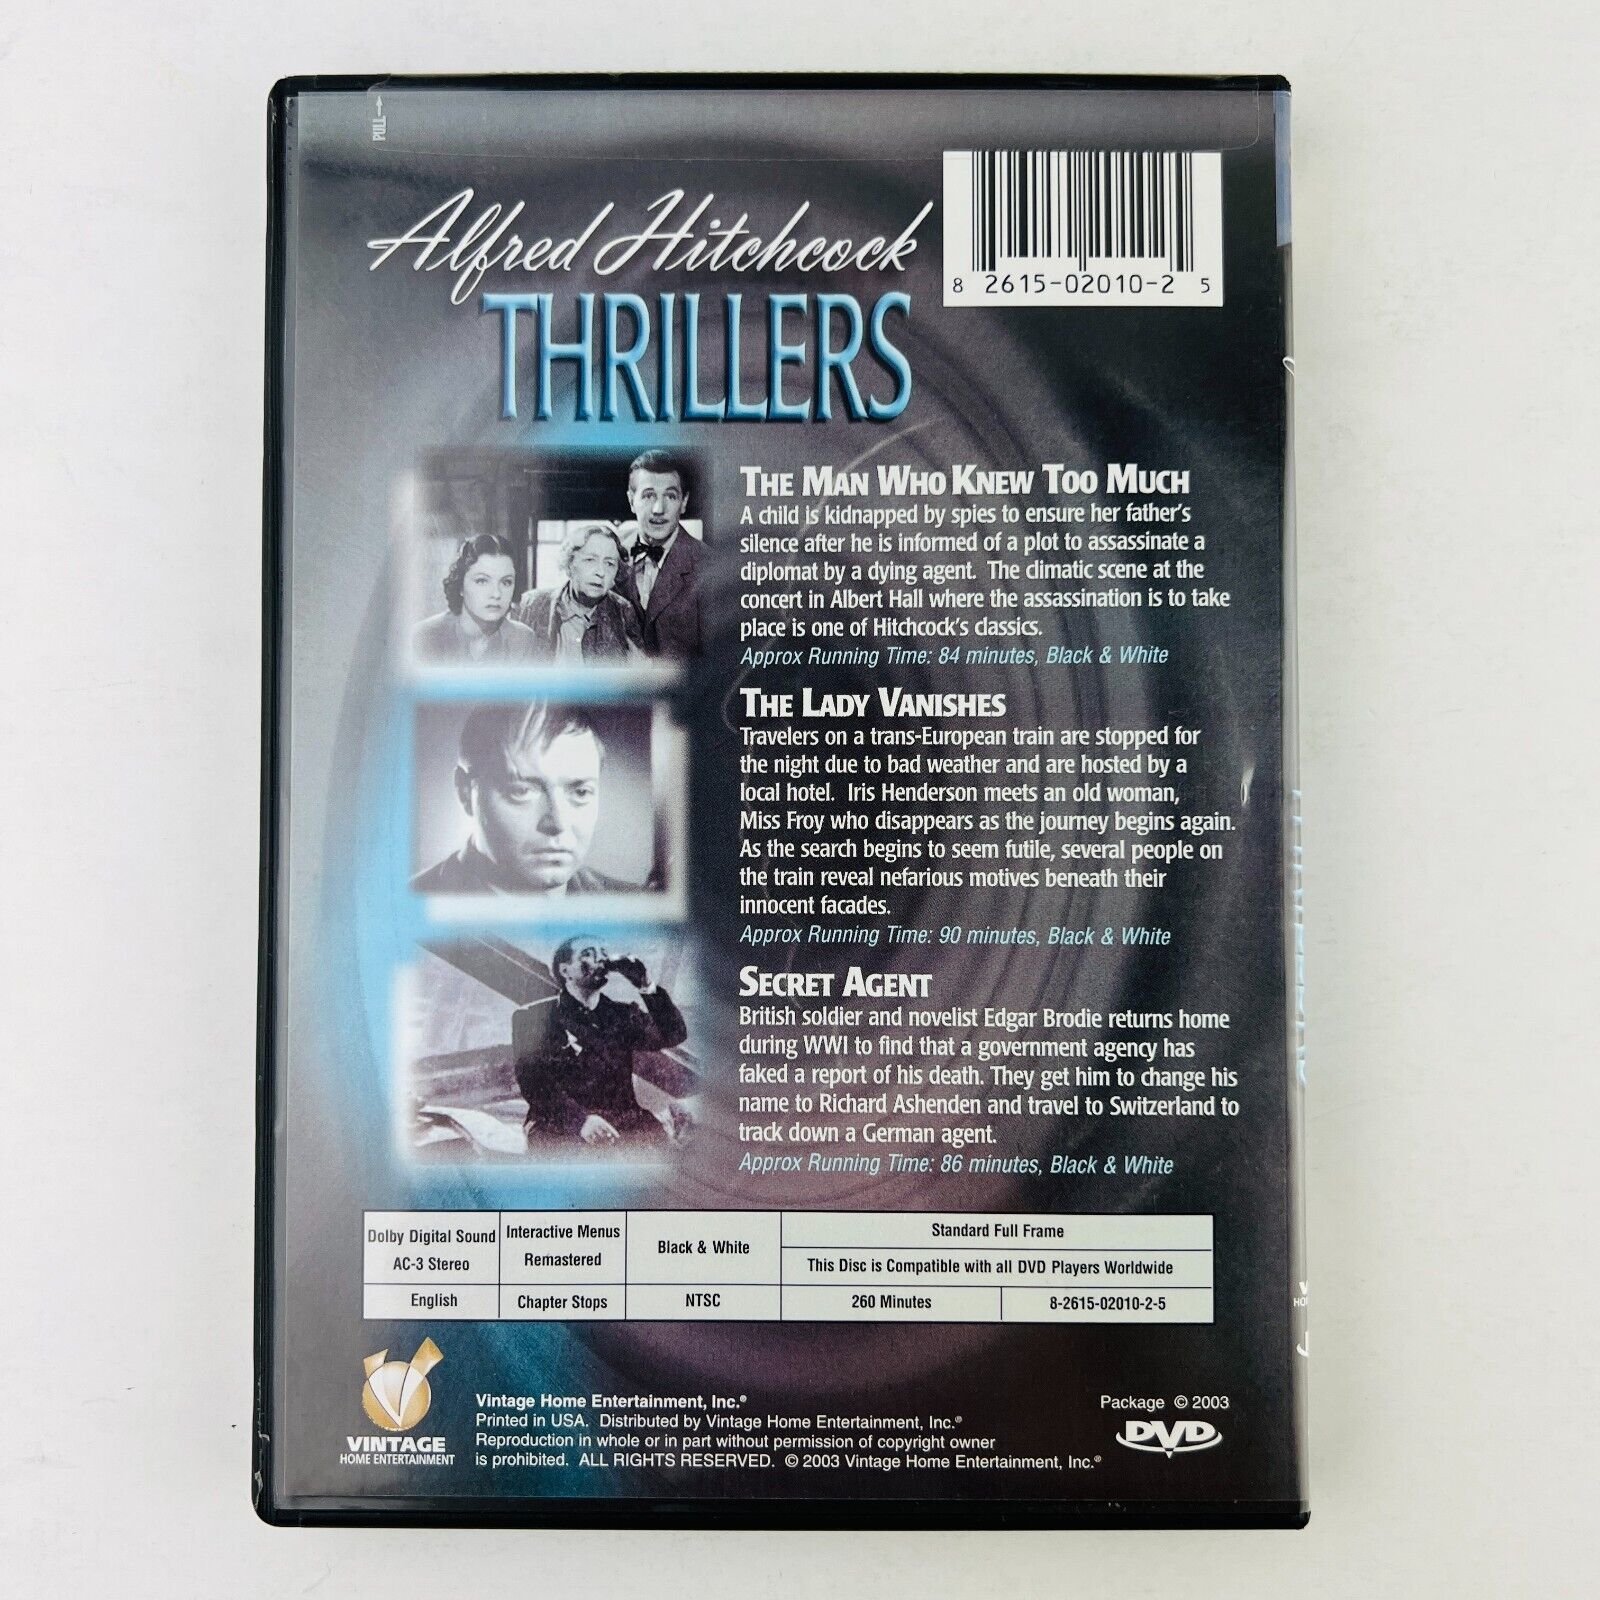 PULL→
Alfred Hitchcock
THRILLERS
8 2615-02010-2 5
THE MAN WHO KNEW TOO MUCH
A child is kidnapped by spies to ensure her father's
silence after he is informed of a plot to assassinate a
diplomat by a dying agent. The climatic scene at the
concert in Albert Hall where the assassination is to take
place is one of Hitchcock's classics.
Approx Running Time: 84 minutes, Black & White
THE LADY VANISHES
Travelers on a trans-European train are stopped for
the night due to bad weather and are hosted by a
local hotel. Iris Henderson meets an old woman,
Miss Froy who disappears as the journey begins again.
As the search begins to seem futile, several people on
the train reveal nefarious motives beneath their
innocent facades.
Approx Running Time: 90 minutes, Black & White
SECRET AGENT
British soldier and novelist Edgar Brodie returns home
during WWI to find that a government agency has
faked a report of his death. They get him to change his
name to Richard Ashenden and travel to Switzerland to
track down a German agent.
Approx Running Time: 86 minutes, Black & White
Dolby Digital Sound
AC-3 Stereo
Interactive Menus
Remastered
Black & White
Standard Full Frame
This Disc is Compatible with all DVD Players Worldwide
English
Chapter Stops
NTSC
260 Minutes
8-2615-02010-2-5
VINTAGE
HOME ENTERTAINMENT
Vintage Home Entertainment, Inc.®
Printed in USA. Distributed by Vintage Home Entertainment, Inc.®
Reproduction in whole or in part without permission of copyright owner
is prohibited. ALL RIGHTS RESERVED. © 2003 Vintage Home Entertainment, Inc.®
Package © 2003
DVD